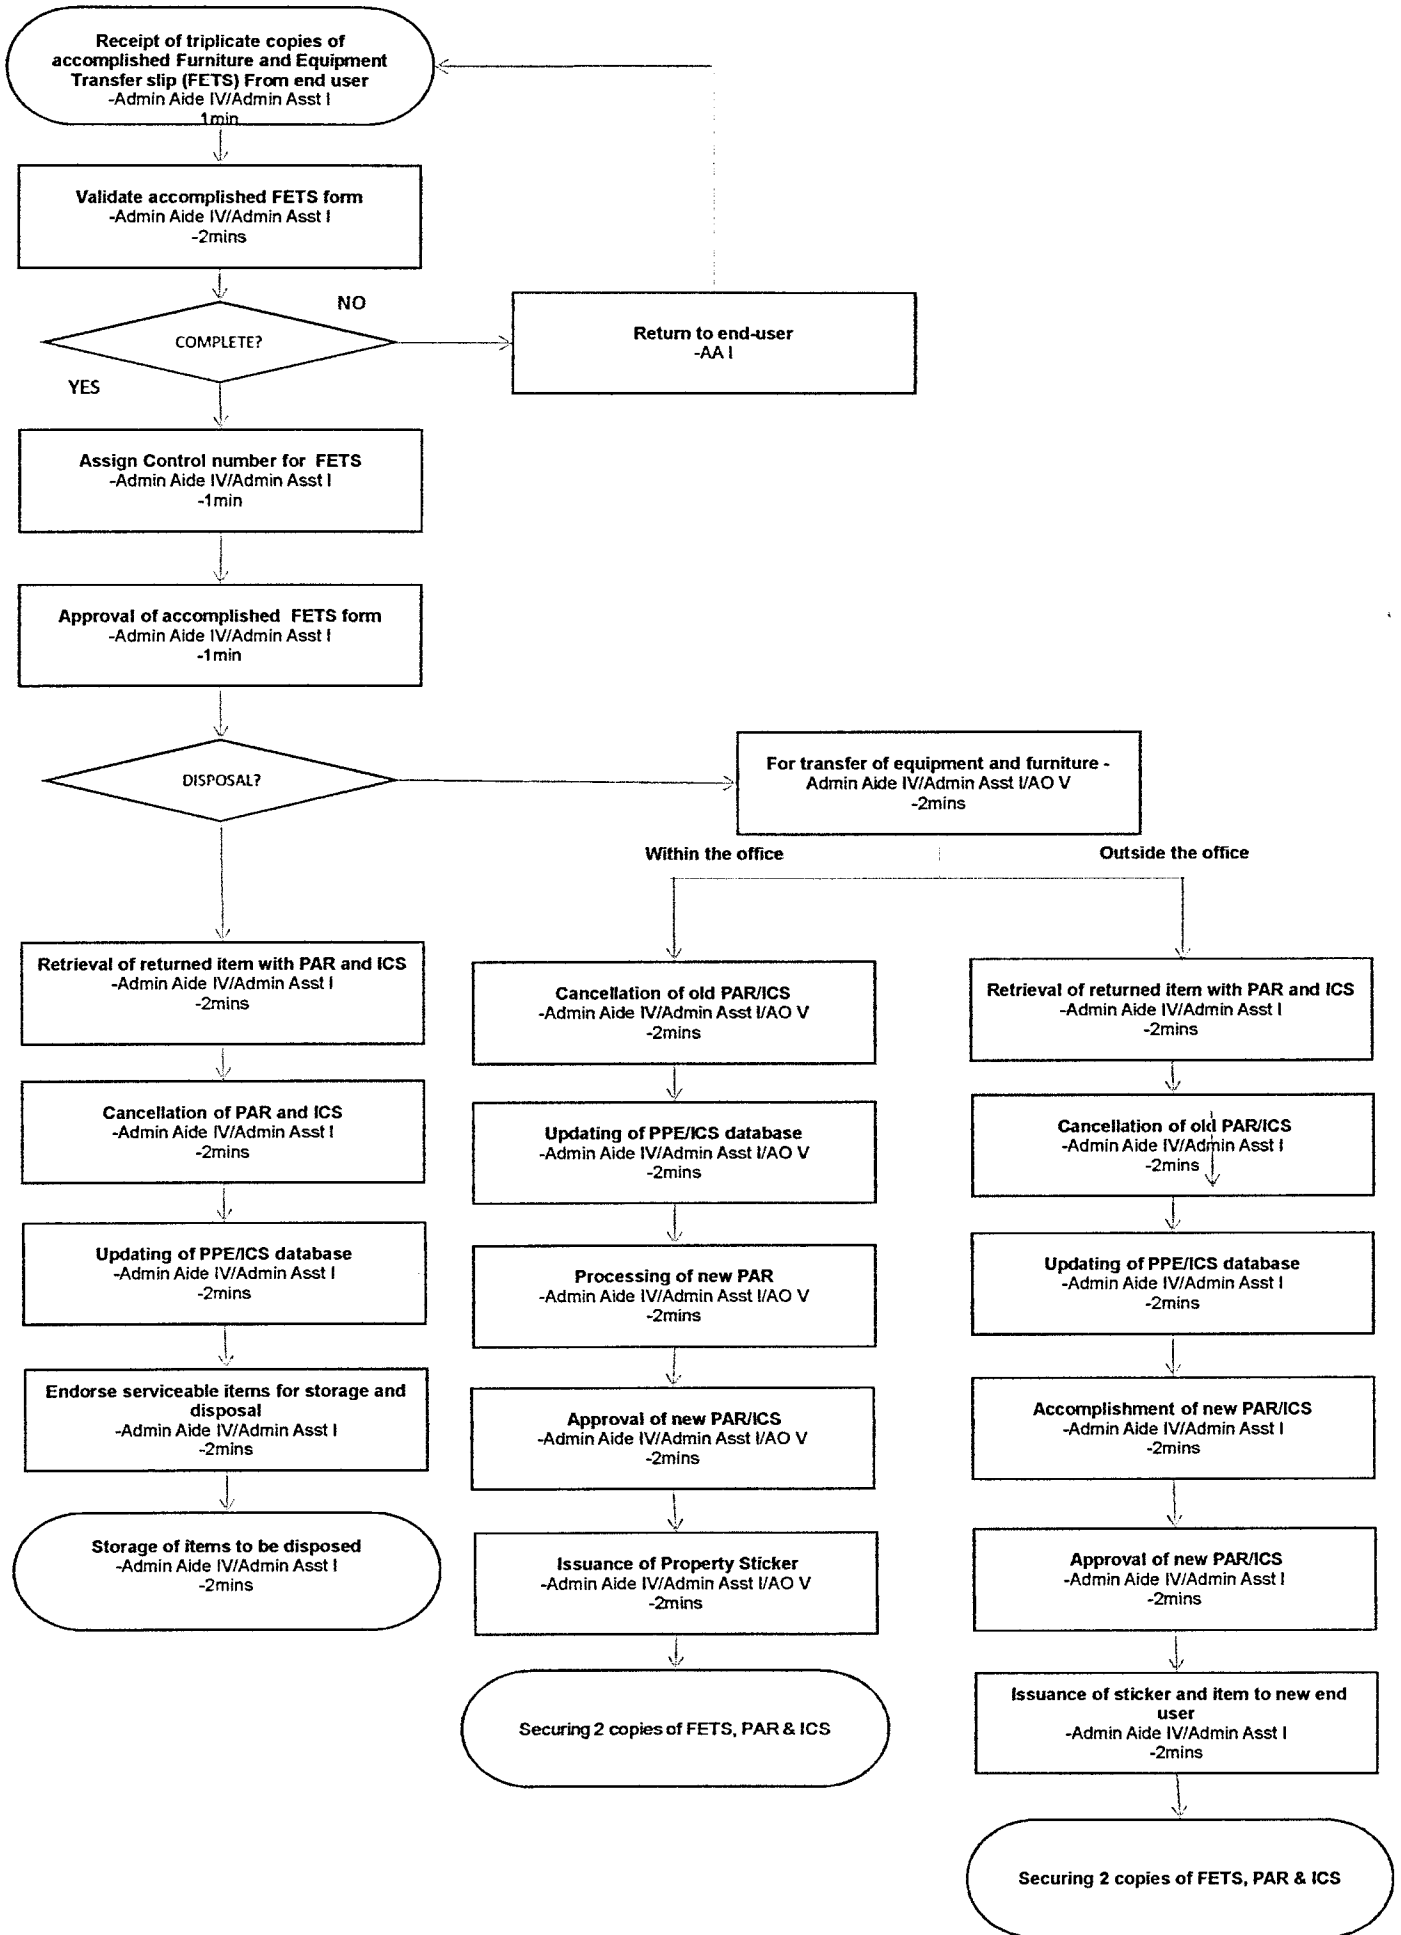 Receipt of triplicate copies of
accomplished Furniture and Equipment
Transfer slip (FETS) From end user
-Admin Aide IV/Admin Asst I
1min
Validate accomplished FETS form
-Admin Aide IV/Admin Asst I
-2mins
NO
COMPLETE?
Return to end-user
-AA I
YES
Assign Control number for FETS
-Admin Aide IV/Admin Asst I
-1min
Approval of accomplished FETS form
-Admin Aide IV/Admin Asst I
-1min
DISPOSAL?
For transfer of equipment and furniture -
Admin Aide IV/Admin Asst I/AO V
-2mins
Within the office
Outside the office
Retrieval of returned item with PAR and ICS
-Admin Aide IV/Admin Asst I
-2mins
Cancellation of PAR and ICS
-Admin Aide IV/Admin Asst I
-2mins
Updating of PPE/ICS database
-Admin Aide IV/Admin Asst I
-2mins
Endorse serviceable items for storage and
disposal
-Admin Aide IV/Admin Asst I
-2mins
Storage of items to be disposed
-Admin Aide IV/Admin Asst I
-2mins
Cancellation of old PAR/ICS
-Admin Aide IV/Admin Asst I/AO V
-2mins
Updating of PPE/ICS database
-Admin Aide IV/Admin Asst I/AO V
-2mins
Processing of new PAR
-Admin Aide IV/Admin Asst I/AO V
-2mins
Approval of new PAR/ICS
-Admin Aide IV/Admin Asst I/AO V
-2mins
Issuance of Property Sticker
-Admin Aide IV/Admin Asst I/AO V
-2mins
Securing 2 copies of FETS, PAR & ICS
Retrieval of returned item with PAR and ICS
-Admin Aide IV/Admin Asst I
-2mins
Cancellation of old PAR/ICS
-Admin Aide IV/Admin Asst I
-2mins
Updating of PPE/ICS database
-Admin Aide IV/Admin Asst I
-2mins
Accomplishment of new PAR/ICS
-Admin Aide IV/Admin Asst I
-2mins
Approval of new PAR/ICS
-Admin Aide IV/Admin Asst I
-2mins
Issuance of sticker and item to new end
user
-Admin Aide IV/Admin Asst I
-2mins
Securing 2 copies of FETS, PAR & ICS